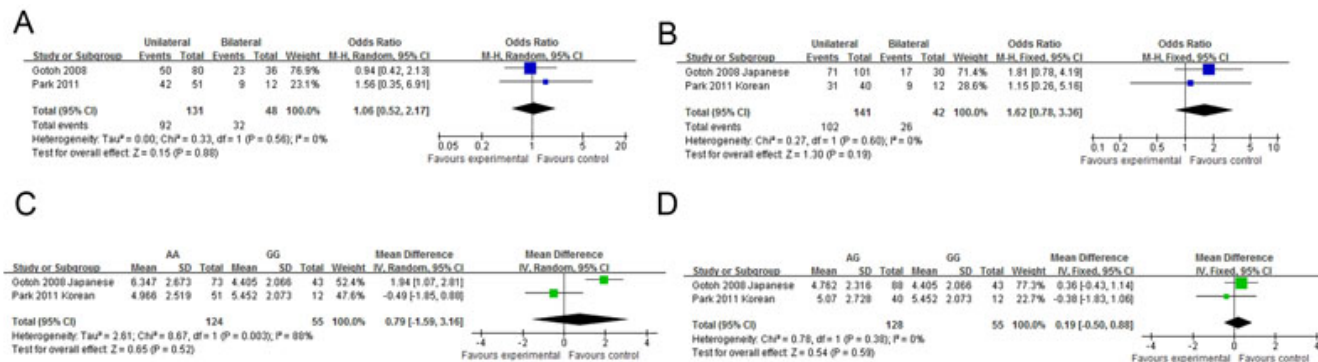 A
Unilateral Bilateral Odds Ratio Odds Ratio
Study or Subgroup Events Total Events Total Weight M-H, Random, 95% CI M-H, Random, 95% CI
Gotoh 2008 50 80 23 36 76.9% 0.94 [0.42, 2.13]
Park 2011 42 51 9 12 23.1% 1.56 [0.35, 6.91]
Total (95% CI) 131 48 100.0% 1.06 [0.52, 2.17]
Total events 92 32
Heterogeneity: Tau² = 0.00; Chi² = 0.33, df = 1 (P = 0.56); I² = 0%
Test for overall effect: Z = 0.15 (P = 0.88)
0.05 0.2 1 5 20
Favours experimental Favours control
B
Unilateral Bilateral Odds Ratio Odds Ratio
Study or Subgroup Events Total Events Total Weight M-H, Fixed, 95% CI M-H, Fixed, 95% CI
Gotoh 2008 Japanese 71 101 17 30 71.4% 1.81 [0.78, 4.19]
Park 2011 Korean 31 40 9 12 28.6% 1.15 [0.26, 5.16]
Total (95% CI) 141 42 100.0% 1.62 [0.78, 3.36]
Total events 102 26
Heterogeneity: Chi² = 0.27, df = 1 (P = 0.60); I² = 0%
Test for overall effect: Z = 1.30 (P = 0.19)
0.1 0.2 0.5 1 2 5 10
Favours experimental Favours control
C
AA GG Mean Difference Mean Difference
Study or Subgroup Mean SD Total Mean SD Total Weight IV, Random, 95% CI IV, Random, 95% CI
Gotoh 2008 Japanese 6.347 2.673 73 4.405 2.066 43 52.4% 1.94 [1.07, 2.81]
Park 2011 Korean 4.966 2.519 51 5.452 2.073 12 47.6% -0.49 [-1.85, 0.88]
Total (95% CI) 124 55 100.0% 0.79 [-1.59, 3.16]
Heterogeneity: Tau² = 2.61; Chi² = 8.67, df = 1 (P = 0.003); I² = 88%
Test for overall effect: Z = 0.65 (P = 0.52)
-4 -2 0 2 4
Favours experimental Favours control
D
AG GG Mean Difference Mean Difference
Study or Subgroup Mean SD Total Mean SD Total Weight IV, Fixed, 95% CI IV, Fixed, 95% CI
Gotoh 2008 Japanese 4.762 2.316 88 4.405 2.066 43 77.3% 0.36 [-0.43, 1.14]
Park 2011 Korean 5.07 2.728 40 5.452 2.073 12 22.7% -0.38 [-1.83, 1.06]
Total (95% CI) 128 55 100.0% 0.19 [-0.50, 0.88]
Heterogeneity: Chi² = 0.78, df = 1 (P = 0.38); I² = 0%
Test for overall effect: Z = 0.54 (P = 0.59)
-4 -2 0 2 4
Favours experimental Favours control